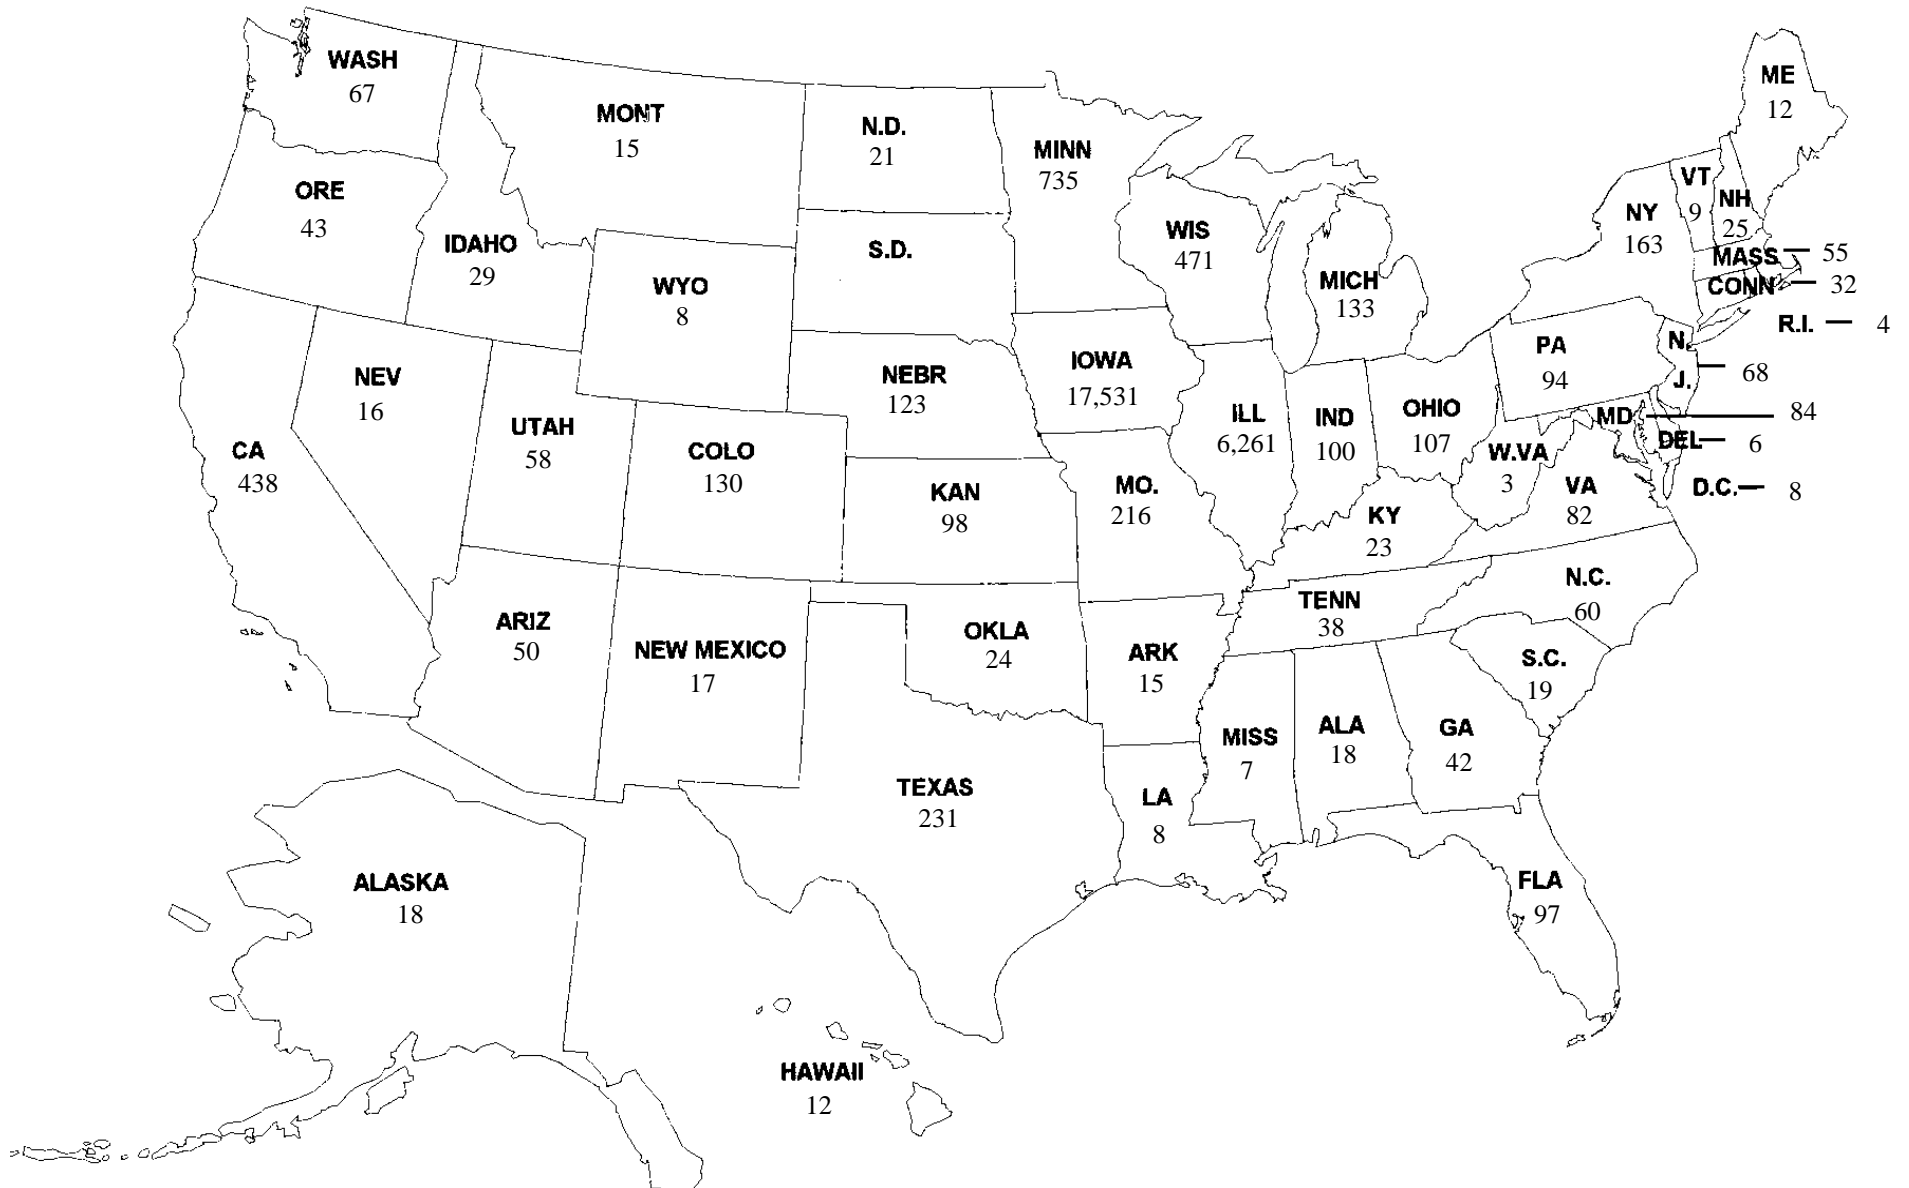 WASH
67
ORE
43
IDAHO
29
MONT
15
WYO
8
N.D.
21
S.D.
MINN
735
WIS
471
MICH
133
ME
12
VT
9
NH
25
NY
163
MASS — 55
CONN — 32
R.I. — 4
N.
J. — 68
PA
94
MD — 84
DEL — 6
D.C. — 8
CA
438
NEV
16
UTAH
58
COLO
130
NEBR
123
KAN
98
IOWA
17,531
MO.
216
ILL
6,261
IND
100
OHIO
107
W.VA
3
VA
82
KY
23
TENN
38
N.C.
60
S.C.
19
ARIZ
50
NEW MEXICO
17
OKLA
24
ARK
15
TEXAS
231
LA
8
MISS
7
ALA
18
GA
42
FLA
97
ALASKA
18
HAWAII
12